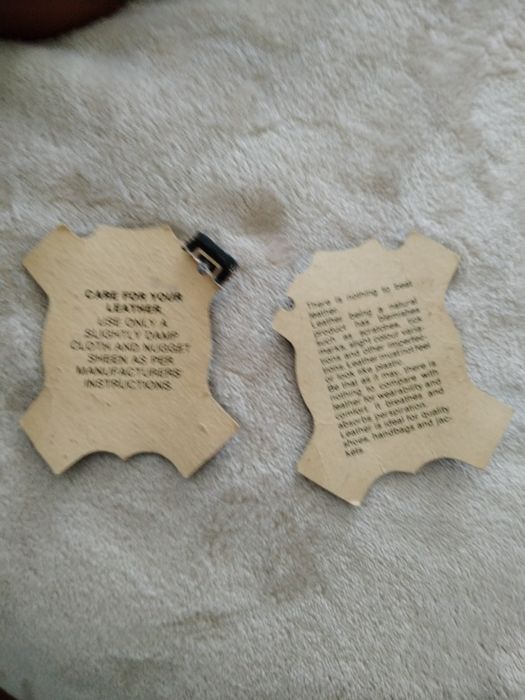 CARE FOR YOUR
LEATHER
USE ONLY A
SLIGHTLY DAMP
CLOTH AND NUGGET
SHEEN AS PER
MANUFACTURERS
INSTRUCTIONS.
There is nothing to beat
leather.
Leather being a natural
product has blemishes
such as scratches, tick
marks, slight colour varia-
tions and other imperfec-
tions. Leather must not feel
or look like plastic.
Be that as it may, there is
nothing to compare with
leather for wearability and
comfort, it breathes and
absorbs perspiration.
Leather is ideal for quality
shoes, handbags and jac-
kets.